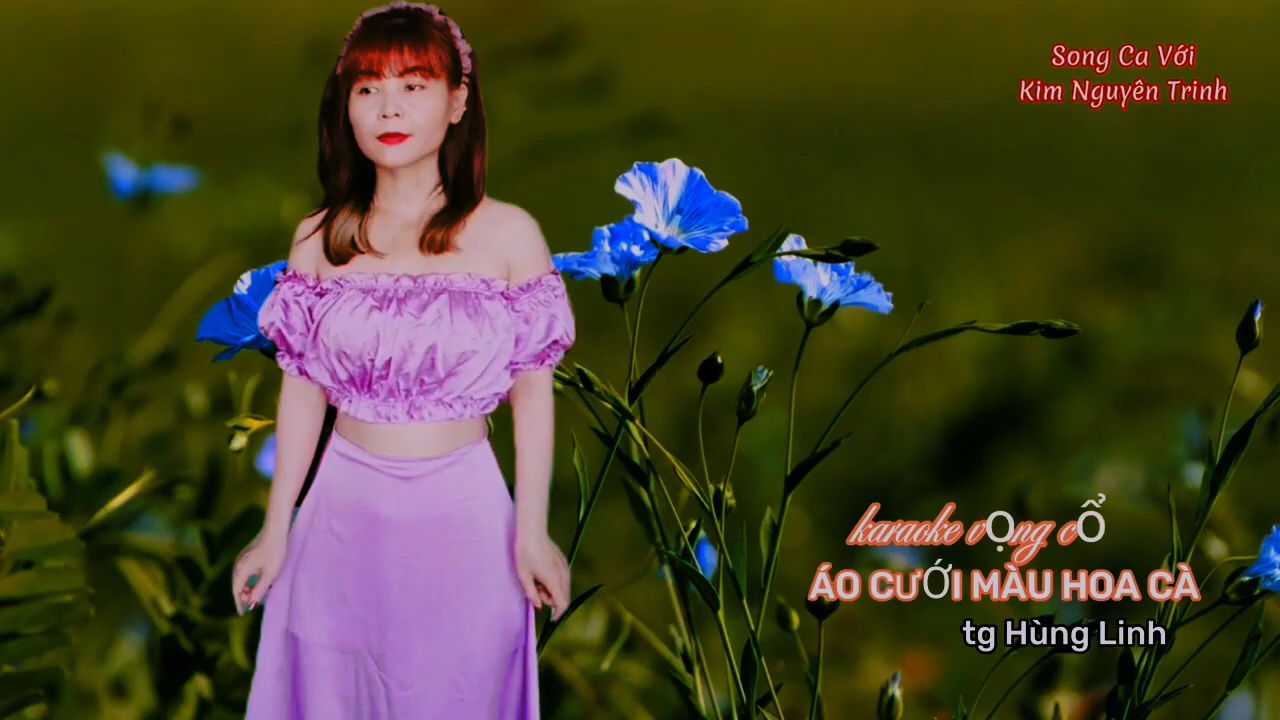 Song Ca Với
Kim Nguyên Trinh
karaoke vọng cổ
ÁO CƯỚI MÀU HOA CÀ
tg Hùng Linh